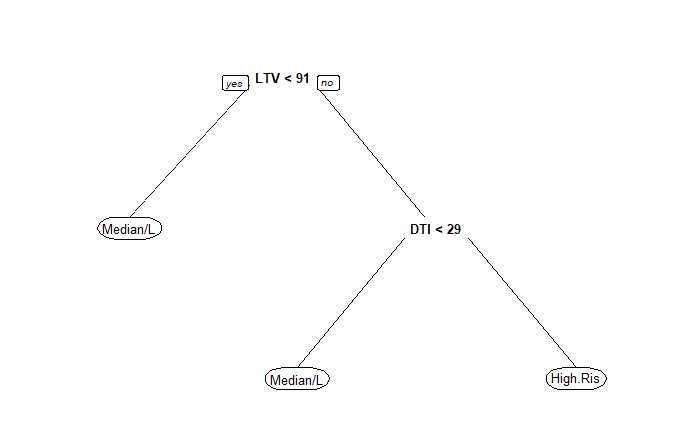 yes LTV < 91 no
Median/L
DTI < 29
Median/L
High.Ris